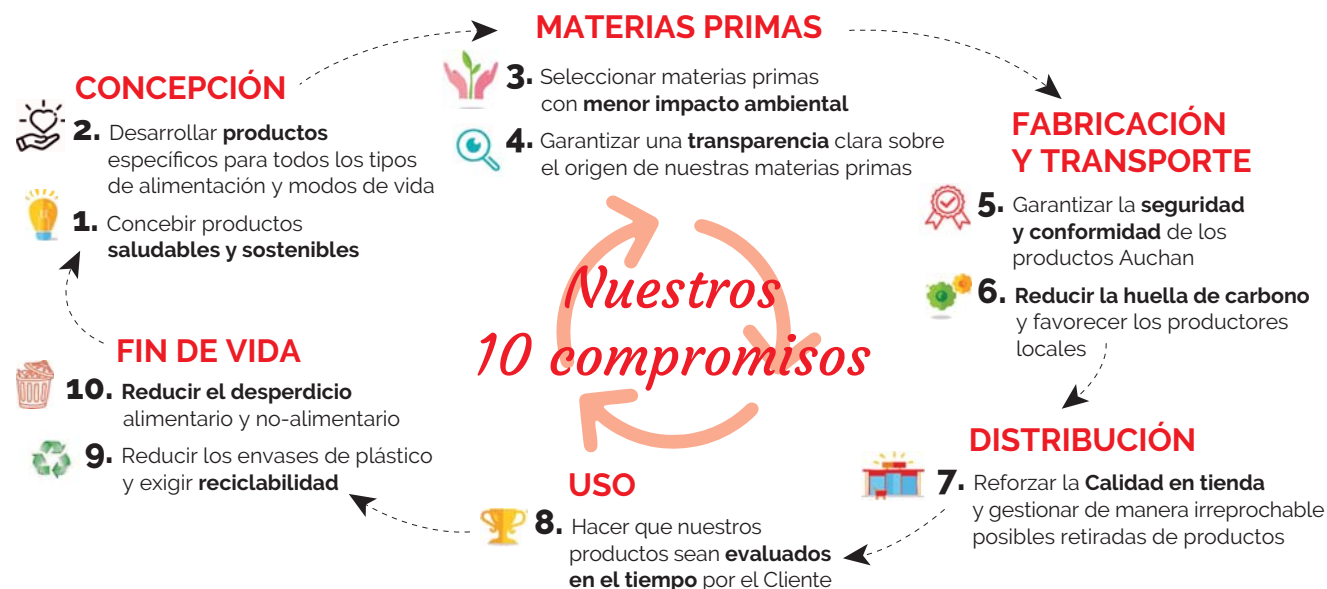 MATERIAS PRIMAS
3. Seleccionar materias primas
con menor impacto ambiental
4. Garantizar una transparencia clara sobre
el origen de nuestras materias primas
CONCEPCIÓN
2. Desarrollar productos
específicos para todos los tipos
de alimentación y modos de vida
1. Concebir productos
saludables y sostenibles
FABRICACIÓN
Y TRANSPORTE
5. Garantizar la seguridad
y conformidad de los
productos Auchan
6. Reducir la huella de carbono
y favorecer los productores
locales
Nuestros
10 compromisos
FIN DE VIDA
10. Reducir el desperdicio
alimentario y no-alimentario
9. Reducir los envases de plástico
y exigir reciclabilidad
DISTRIBUCIÓN
7. Reforzar la Calidad en tienda
y gestionar de manera irreprochable
posibles retiradas de productos
USO
8. Hacer que nuestros
productos sean evaluados
en el tiempo por el Cliente